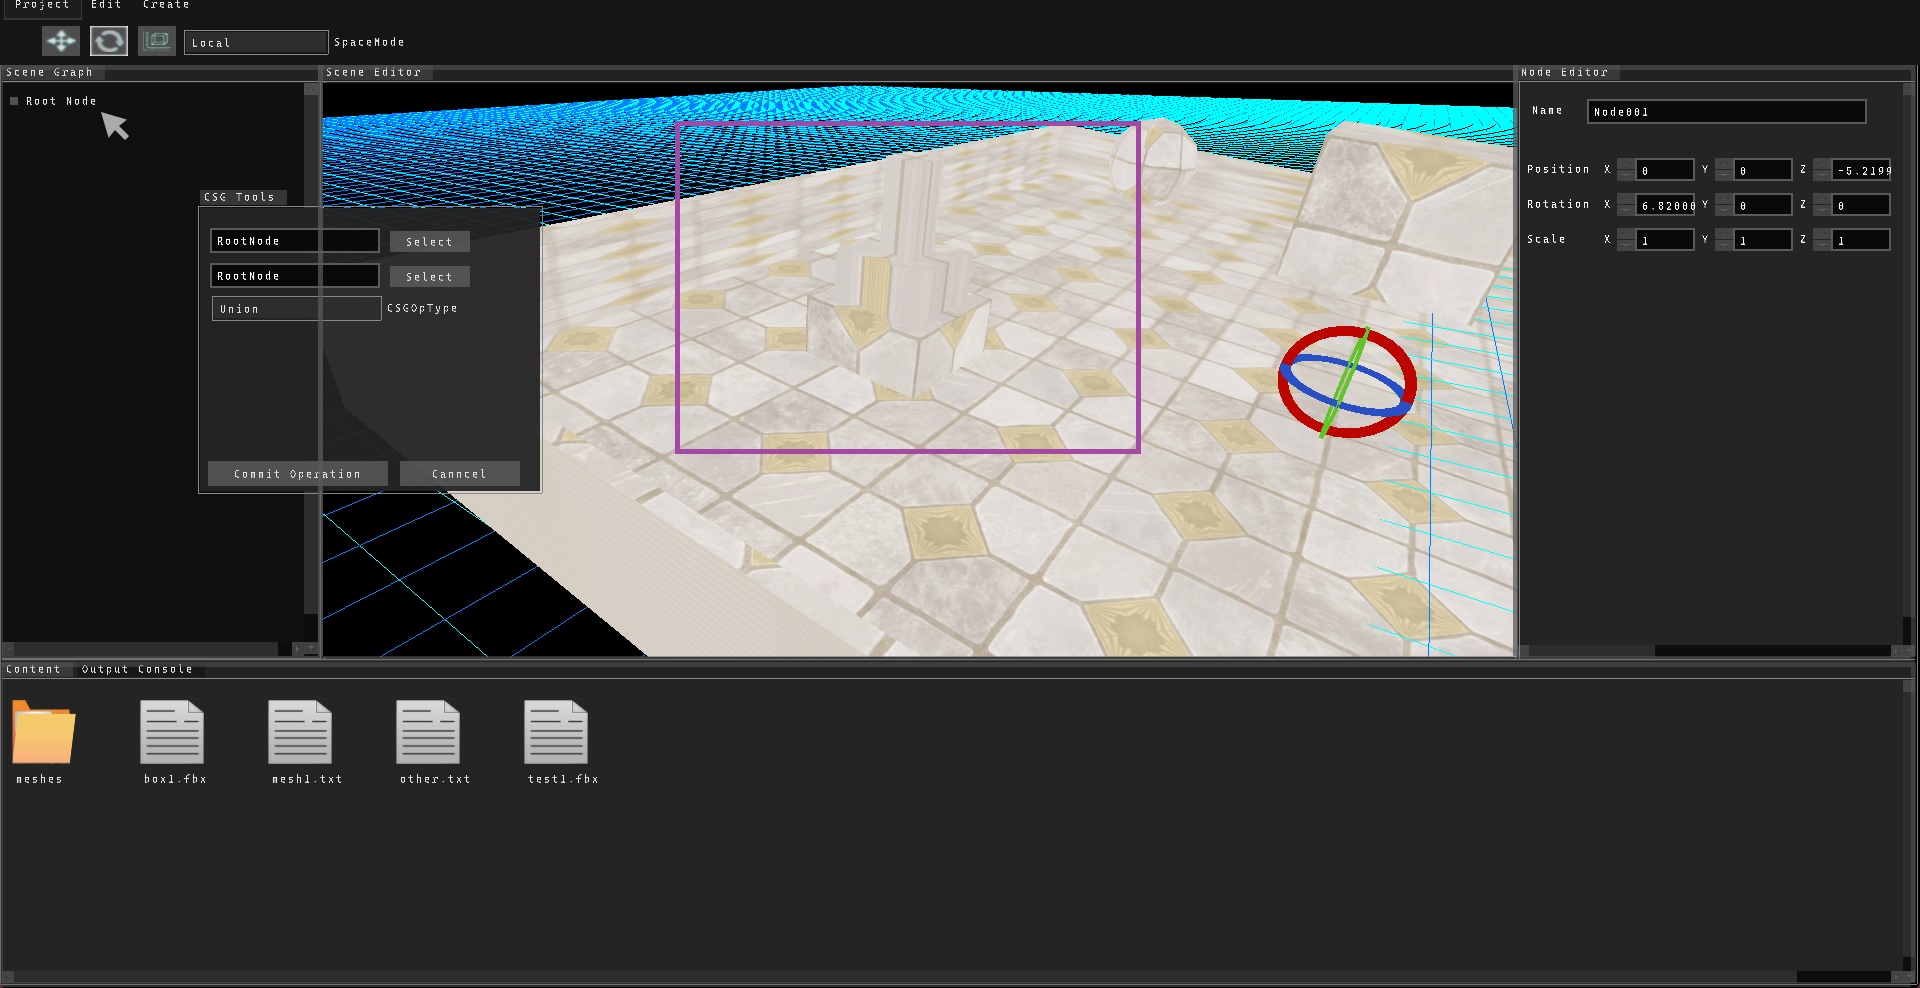 Project Edit Create
Local SpaceMode
Scene Graph Scene Editor Node Editor
Root Node
Name Node001
Position X 0 Y 0 Z -5.2199
Rotation X 6.82000 Y 0 Z 0
Scale X 1 Y 1 Z 1
CSG Tools
RootNode Select
RootNode Select
Union CSGOpType
Commit Operation Canncel
Content Output Console
meshes box1.fbx mesh1.txt other.txt test1.fbx